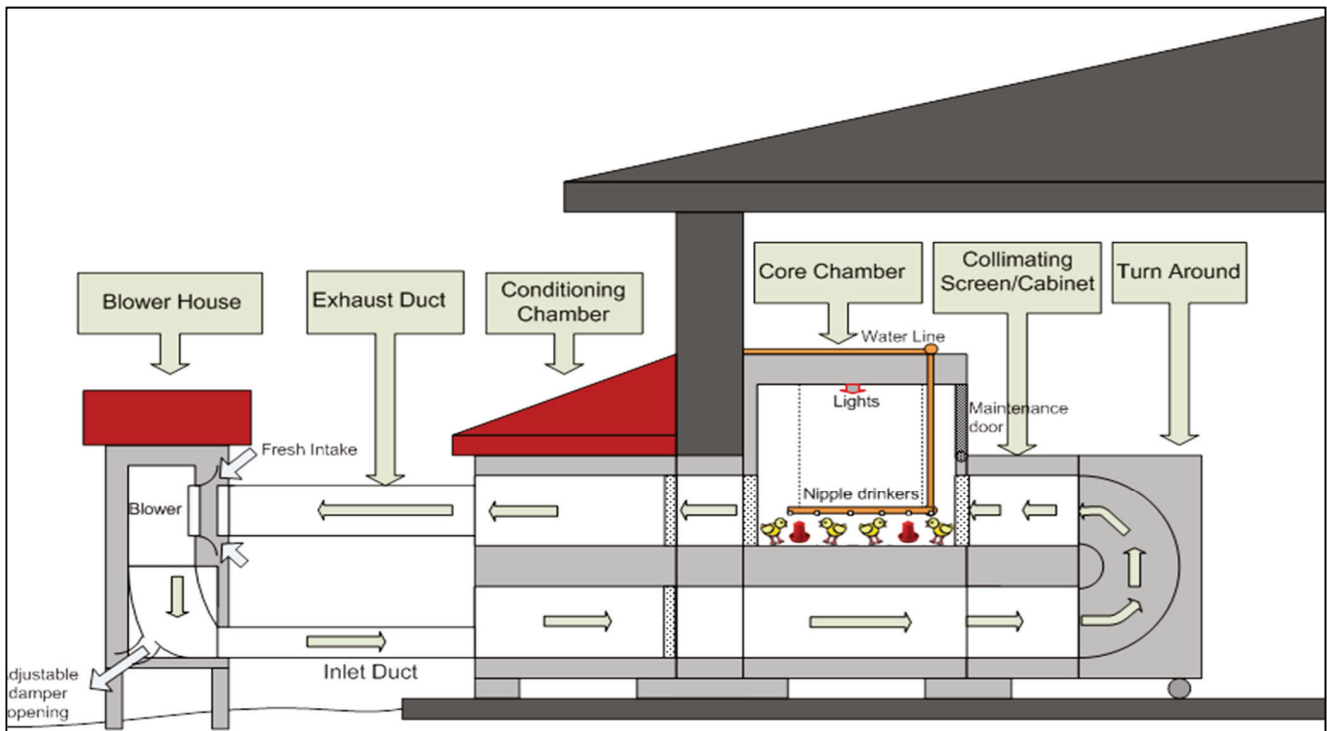 Blower House
Exhaust Duct
Conditioning
Chamber
Core Chamber
Collimating
Screen/Cabinet
Turn Around
Water Line
Lights
Maintenance
door
Fresh Intake
Blower
Nipple drinkers
Inlet Duct
djustable
damper
opening